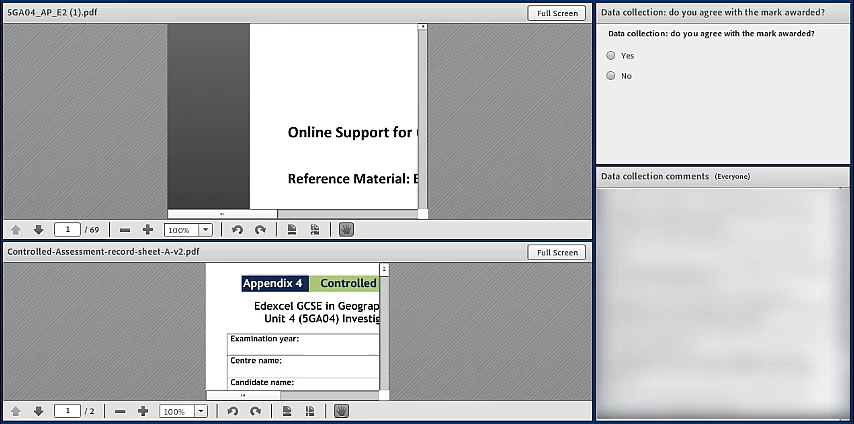 5GA04_AP_E2 (1).pdf
Full Screen
Online Support for
Reference Material:
1 / 69
100%
Controlled-Assessment-record-sheet-A-v2.pdf
Full Screen
Appendix 4 Controlled
Edexcel GCSE in Geograp
Unit 4 (5GA04) Investig
Examination year:
Centre name:
Candidate name:
1 / 2
100%
Data collection: do you agree with the mark awarded?
Data collection: do you agree with the mark awarded?
Yes
No
Data collection comments (Everyone)